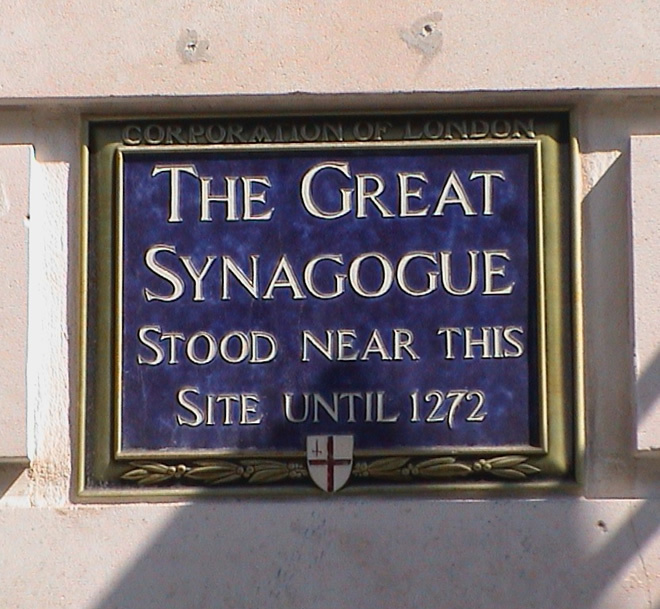 CORPORATION OF LONDON
THE GREAT
SYNAGOGUE
STOOD NEAR THIS
SITE UNTIL 1272